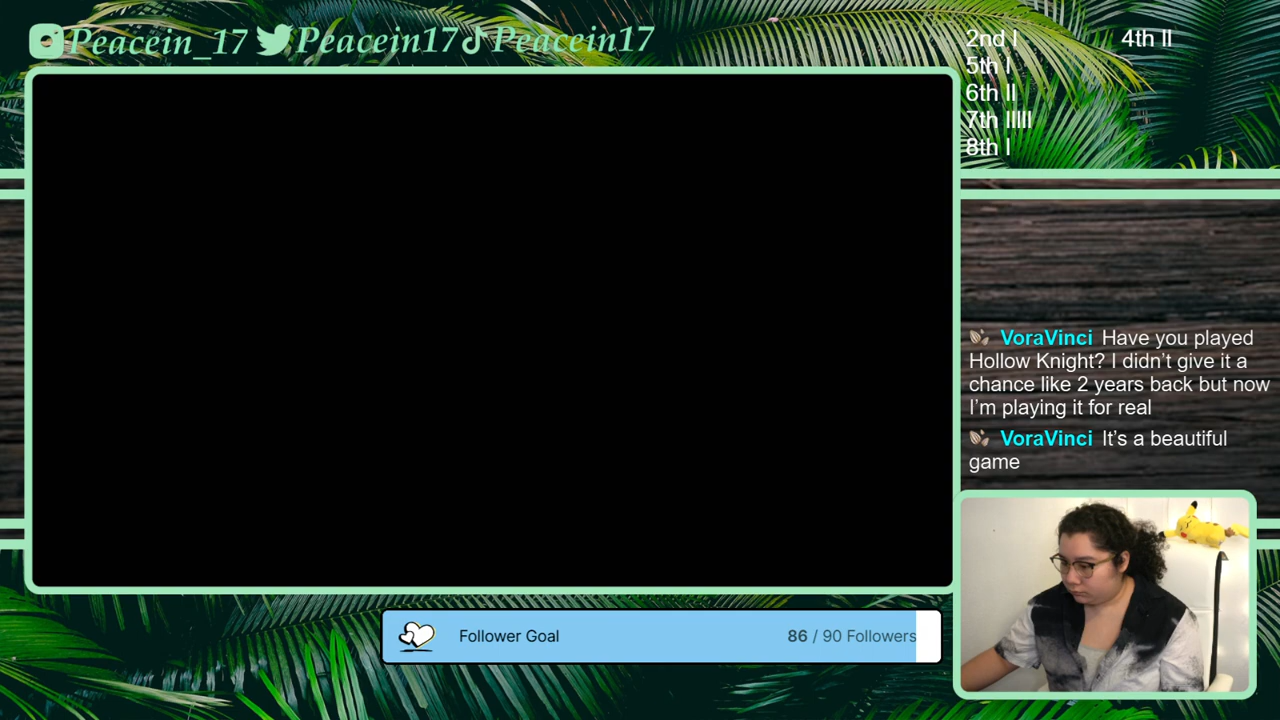 Peacein_17 Peacein17 Peacein17
2nd I 4th II
5th I
6th II
7th IIIII
8th I
VoraVinci Have you played
Hollow Knight? I didn’t give it a
chance like 2 years back but now
I’m playing it for real
VoraVinci It’s a beautiful
game
Follower Goal 86 / 90 Followers